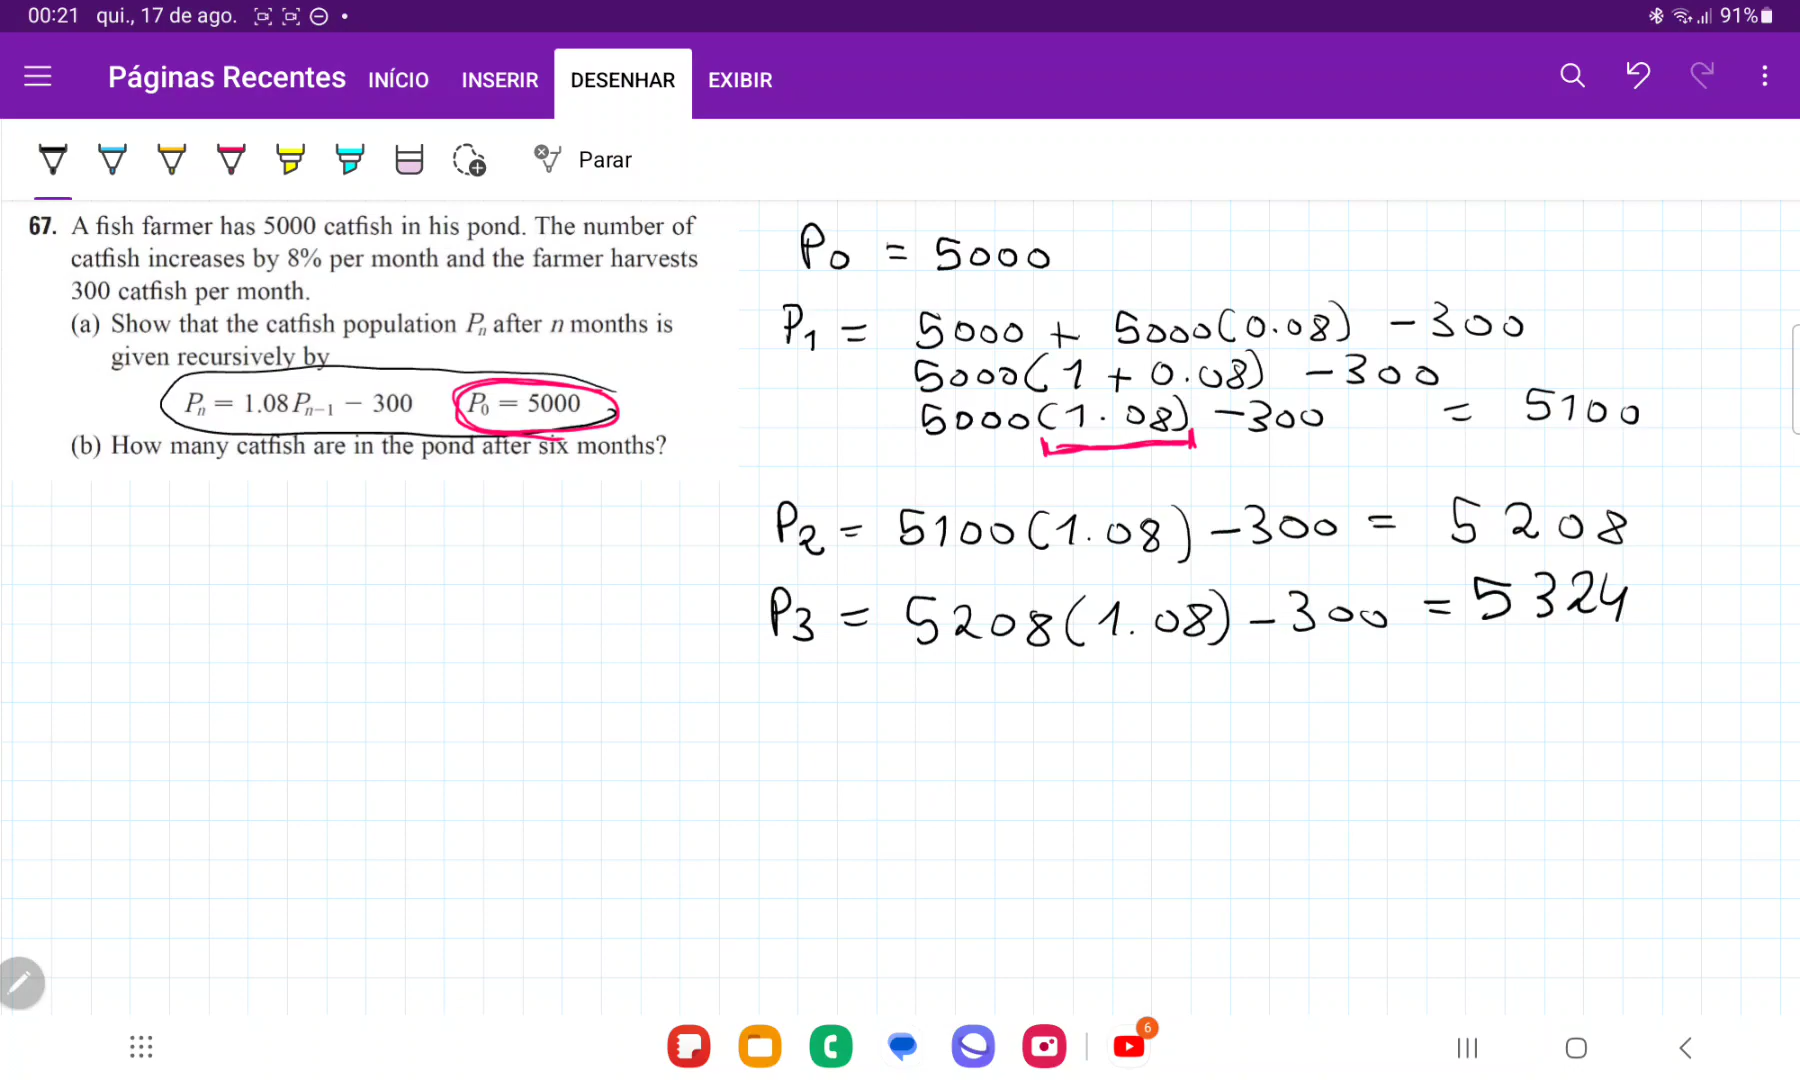 00:21 qui., 17 de ago.
91%
Páginas Recentes INÍCIO INSERIR DESENHAR EXIBIR
Parar
67. A fish farmer has 5000 catfish in his pond. The number of
catfish increases by 8% per month and the farmer harvests
300 catfish per month.
(a) Show that the catfish population Pₙ after n months is
given recursively by
Pₙ = 1.08Pₙ₋₁ − 300 P₀ = 5000
(b) How many catfish are in the pond after six months?
P₀ = 5000
P₁ = 5000 + 5000(0.08) − 300
5000(1 + 0.08) − 300
5000(1.08) − 300 = 5100
P₂ = 5100(1.08) − 300 = 5208
P₃ = 5208(1.08) − 300 = 5324
6